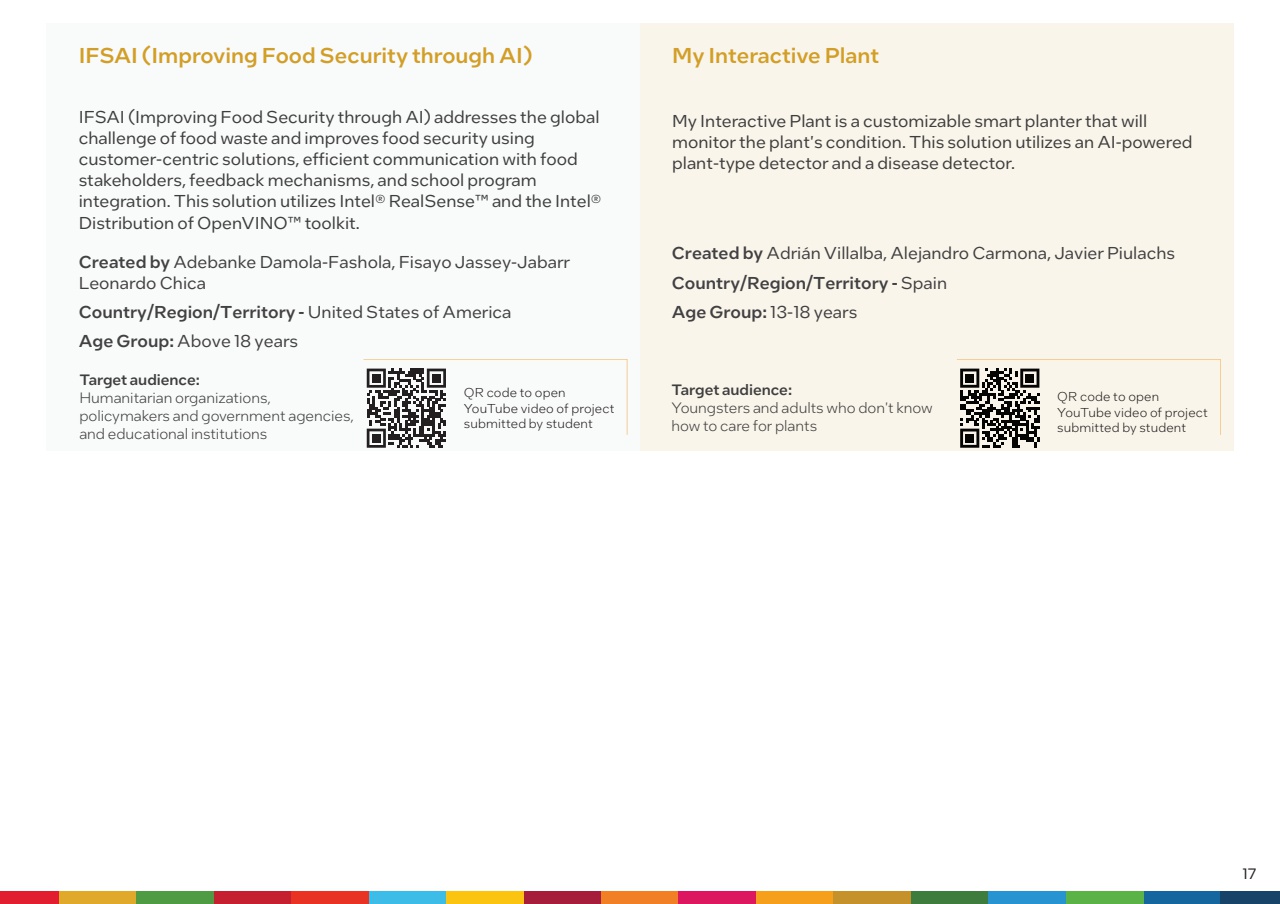 IFSAI (Improving Food Security through AI)
IFSAI (Improving Food Security through AI) addresses the global
challenge of food waste and improves food security using
customer-centric solutions, efficient communication with food
stakeholders, feedback mechanisms, and school program
integration. This solution utilizes Intel® RealSense™ and the Intel®
Distribution of OpenVINO™ toolkit.
Created by Adebanke Damola-Fashola, Fisayo Jassey-Jabarr
Leonardo Chica
Country/Region/Territory - United States of America
Age Group: Above 18 years
Target audience:
Humanitarian organizations,
policymakers and government agencies,
and educational institutions
QR code to open
YouTube video of project
submitted by student
My Interactive Plant
My Interactive Plant is a customizable smart planter that will
monitor the plant's condition. This solution utilizes an AI-powered
plant-type detector and a disease detector.
Created by Adrián Villalba, Alejandro Carmona, Javier Piulachs
Country/Region/Territory - Spain
Age Group: 13-18 years
Target audience:
Youngsters and adults who don't know
how to care for plants
QR code to open
YouTube video of project
submitted by student
17